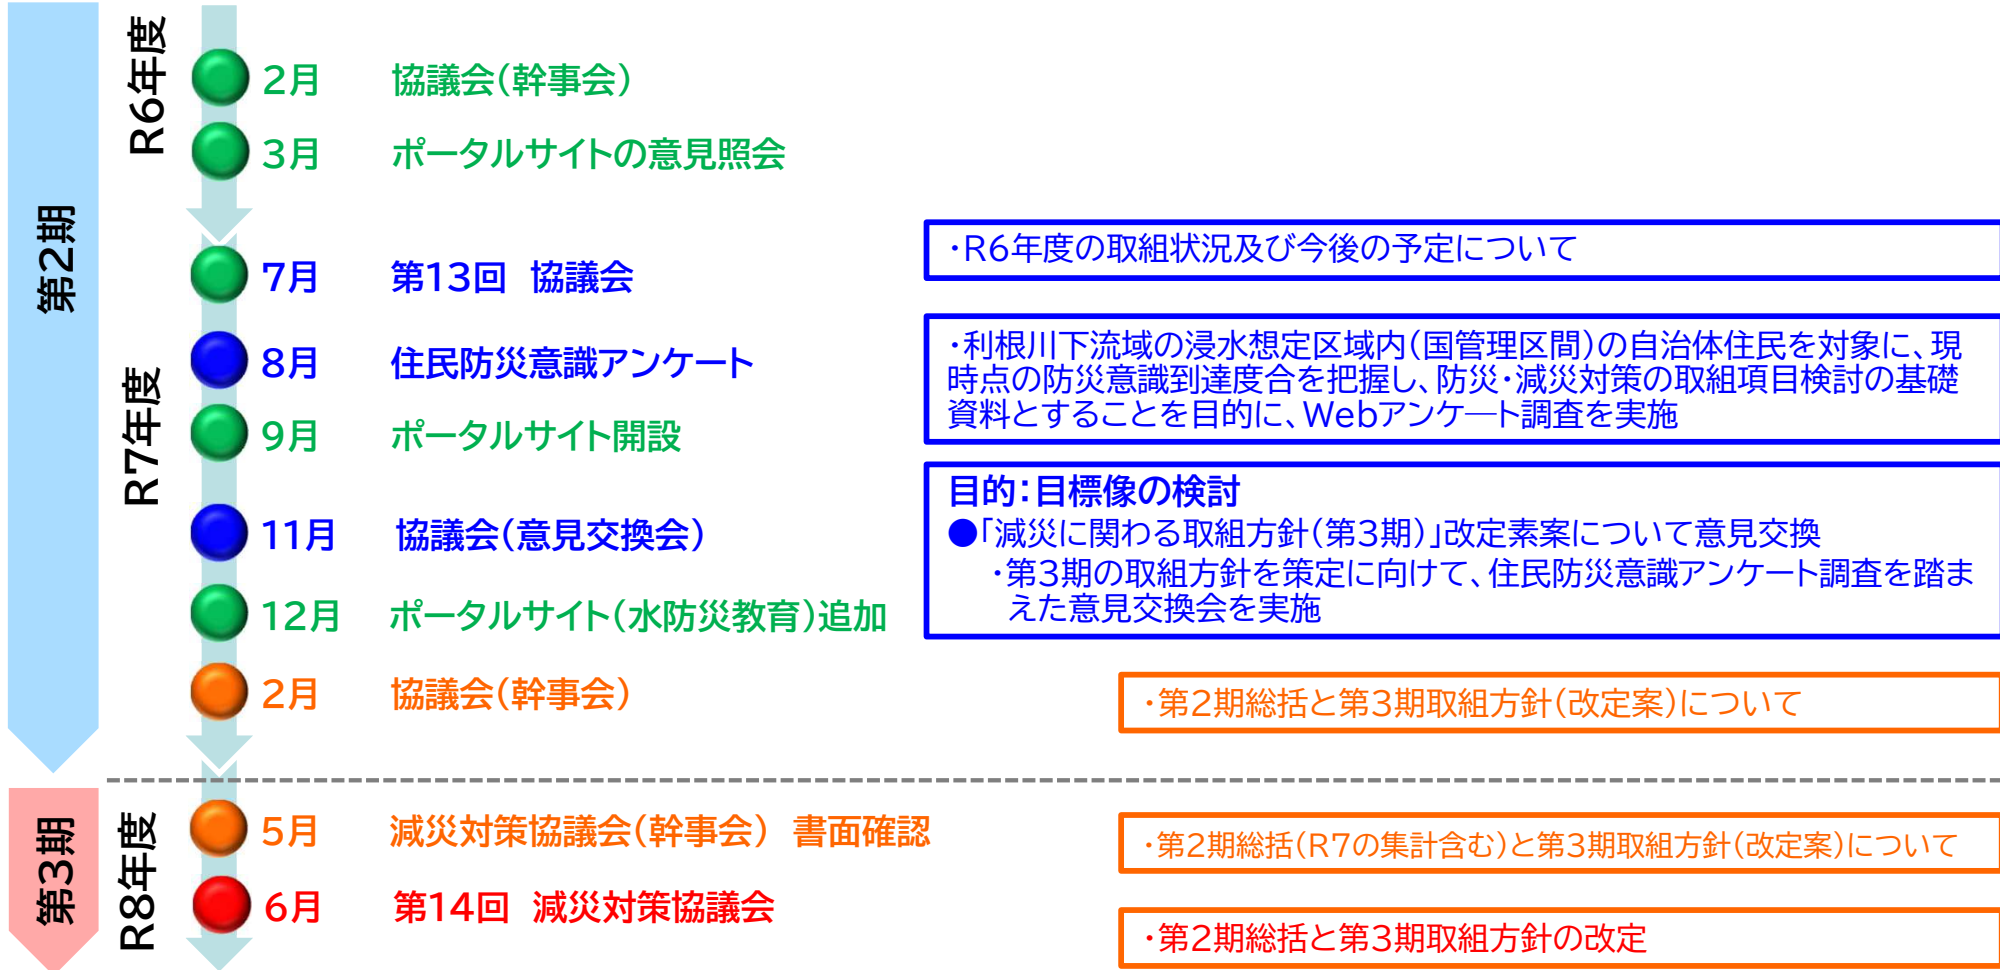 第2期
R6年度
2月 協議会(幹事会)
3月 ポータルサイトの意見照会
R7年度
7月 第13回 協議会
・R6年度の取組状況及び今後の予定について
8月 住民防災意識アンケート
・利根川下流域の浸水想定区域内(国管理区間)の自治体住民を対象に、現
時点の防災意識到達度合を把握し、防災・減災対策の取組項目検討の基礎
資料とすることを目的に、Webアンケ―ト調査を実施
9月 ポータルサイト開設
11月 協議会(意見交換会)
目的:目標像の検討
●「減災に関わる取組方針(第3期)」改定素案について意見交換
・第3期の取組方針を策定に向けて、住民防災意識アンケート調査を踏ま
えた意見交換会を実施
12月 ポータルサイト(水防災教育)追加
2月 協議会(幹事会)
・第2期総括と第3期取組方針(改定案)について
第3期
R8年度
5月 減災対策協議会(幹事会) 書面確認
・第2期総括(R7の集計含む)と第3期取組方針(改定案)について
6月 第14回 減災対策協議会
・第2期総括と第3期取組方針の改定